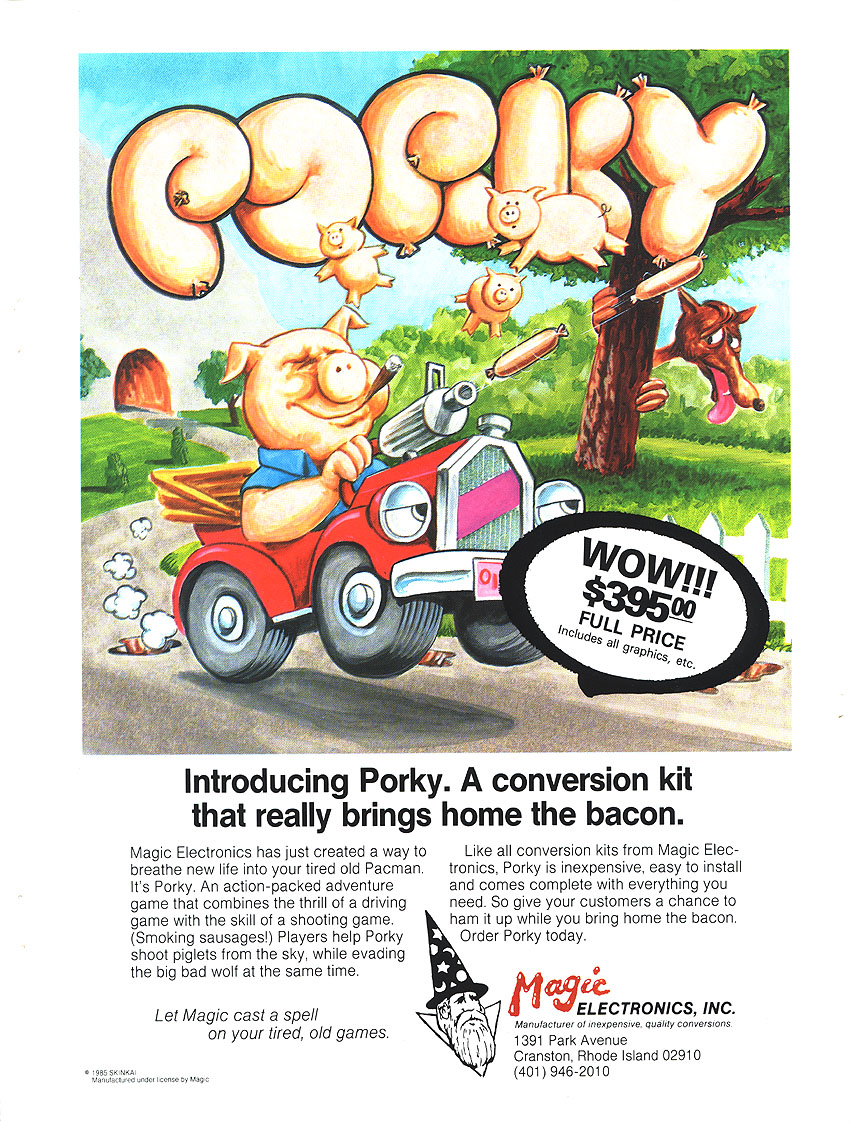 PORKY
WOW!!!
$395.00
FULL PRICE
Includes all graphics, etc.
Introducing Porky. A conversion kit
that really brings home the bacon.
Magic Electronics has just created a way to
breathe new life into your tired old Pacman.
It's Porky. An action-packed adventure
game that combines the thrill of a driving
game with the skill of a shooting game.
(Smoking sausages!) Players help Porky
shoot piglets from the sky, while evading
the big bad wolf at the same time.
Let Magic cast a spell
on your tired, old games.
Like all conversion kits from Magic Elec-
tronics, Porky is inexpensive, easy to install
and comes complete with everything you
need. So give your customers a chance to
ham it up while you bring home the bacon.
Order Porky today.
Magic
ELECTRONICS, INC.
Manufacturer of inexpensive, quality conversions.
1391 Park Avenue
Cranston, Rhode Island 02910
(401) 946-2010
© 1985 SKINKAI
Manufactured under license by Magic